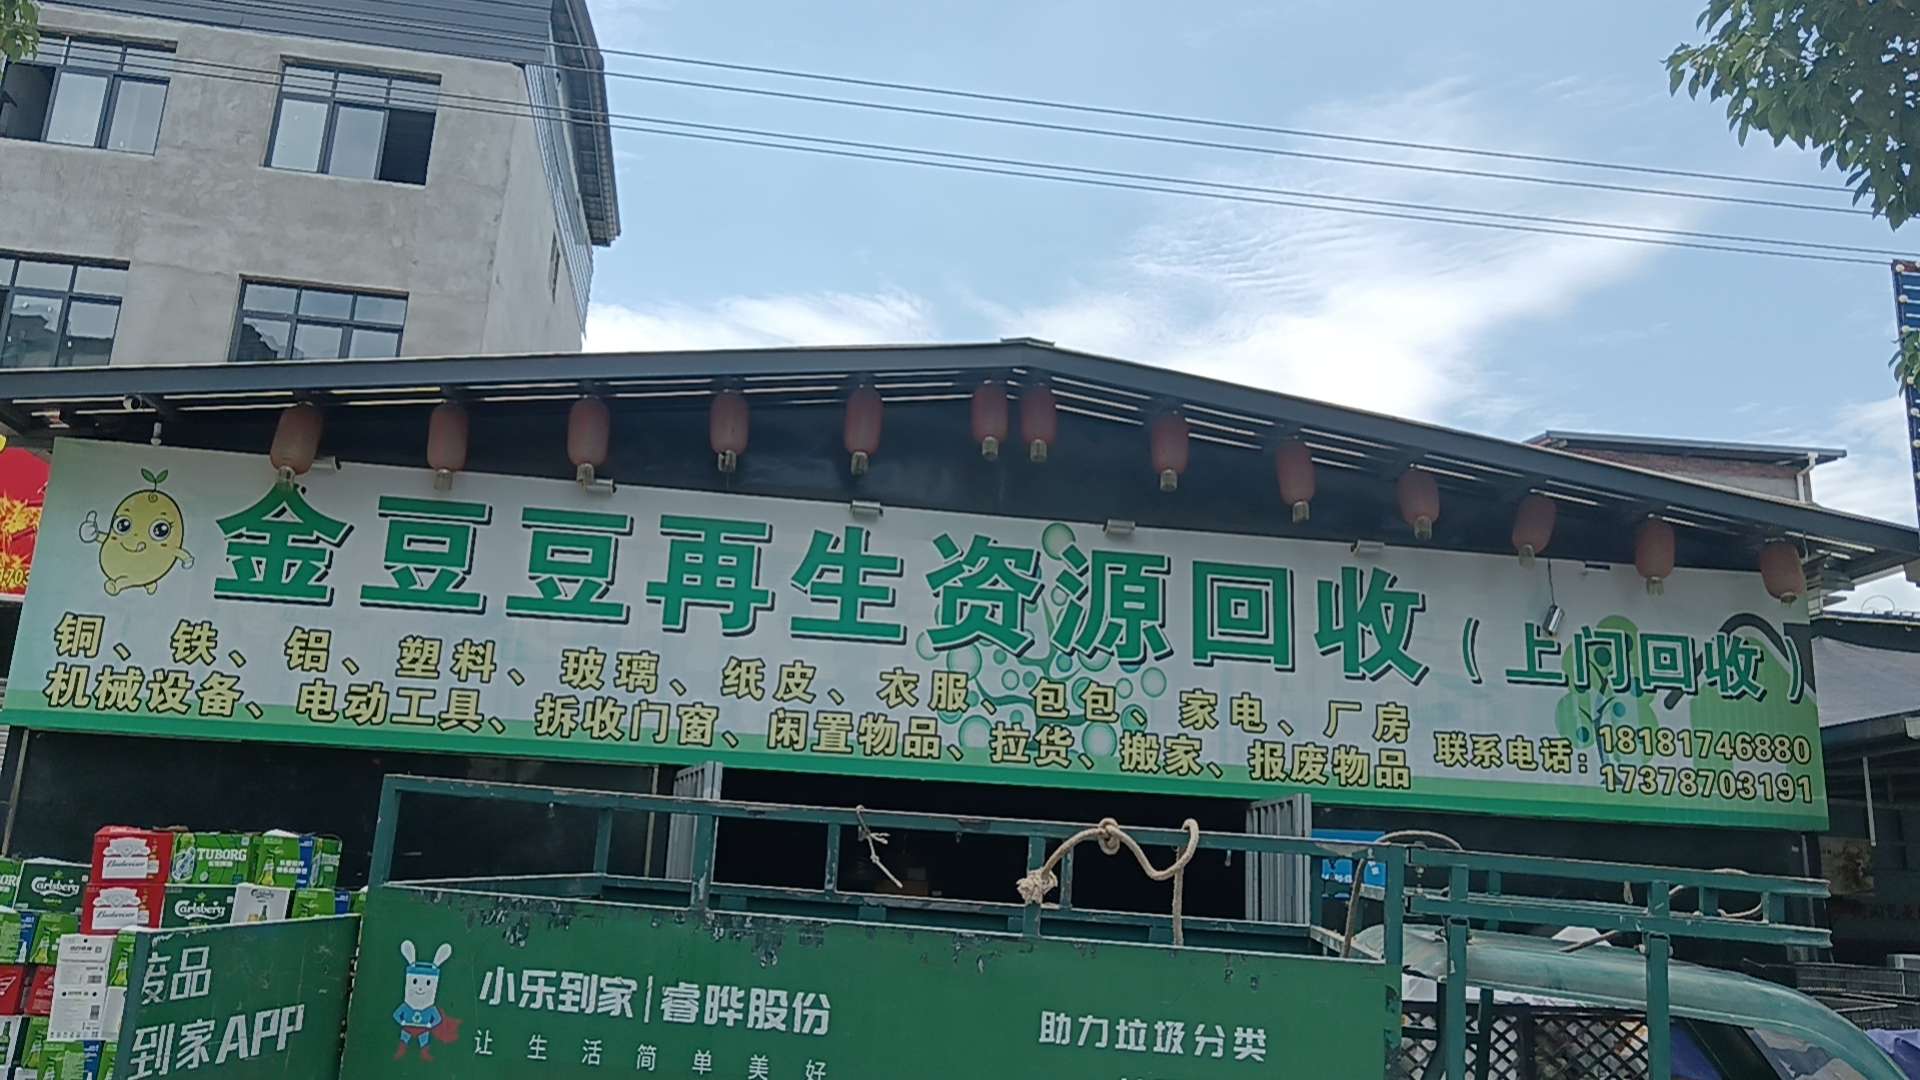 金豆豆再生资源回收(上门回收)
铜、铁、铝、塑料、玻璃、纸皮、衣服、包包、家电、厂房
机械设备、电动工具、拆收门窗、闲置物品、拉货、搬家、报废物品
联系电话:18181746880
17378703191
TUBORG
Budweiser
Carlsberg
Budweiser
Carlsberg
废品
到家APP
小乐到家|睿晔股份
让生活简单美好
助力垃圾分类